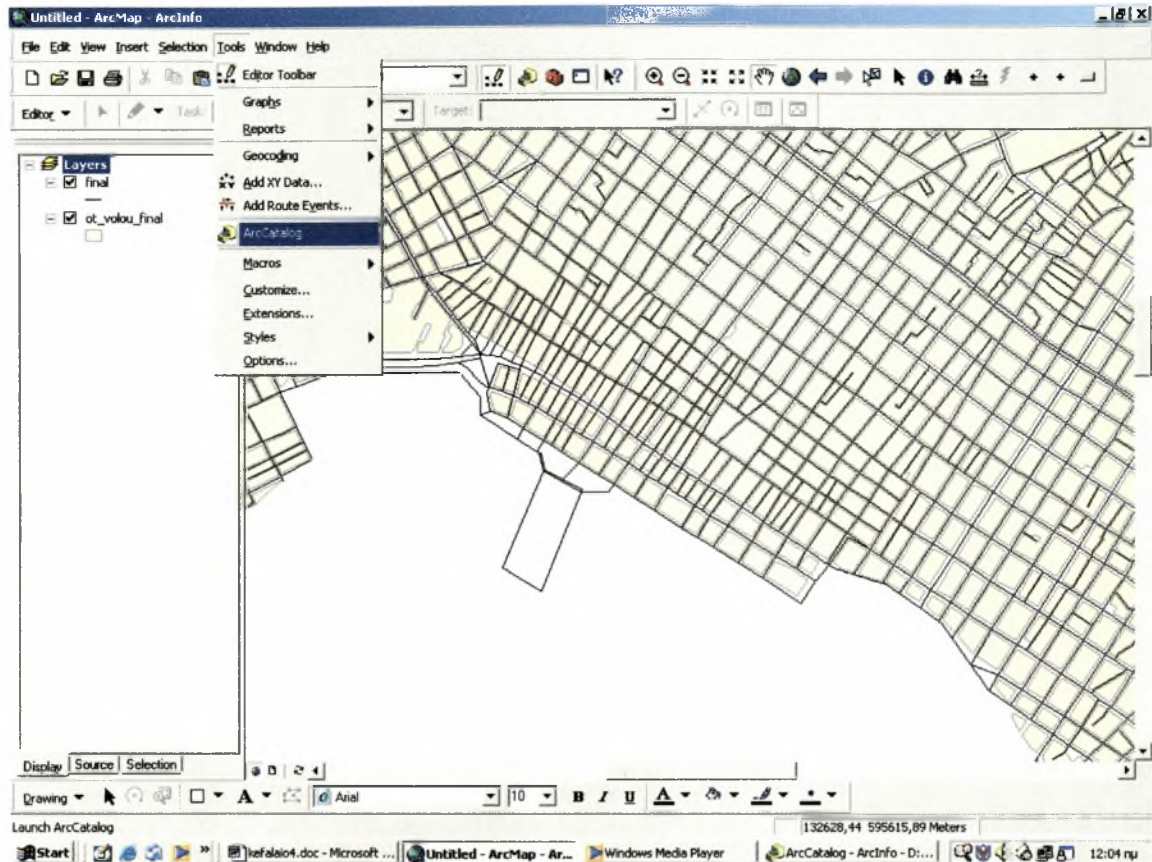 Untitled - ArcMap - ArcInfo
File Edit View Insert Selection Tools Window Help
Editor Toolbar
Graphs
Reports
Geocoding
Add XY Data...
Add Route Events...
ArcCatalog
Macros
Customize...
Extensions...
Styles
Options...
Editor Task: Target:
Layers
final
ot_volou_final
Display Source Selection
Drawing A Arial 10 B I U A
Launch ArcCatalog
132628,44 595615,89 Meters
Start » kefalaio4.doc - Microsoft ... Untitled - ArcMap - Ar... Windows Media Player ArcCatalog - ArcInfo - D:... 12:04 πμ